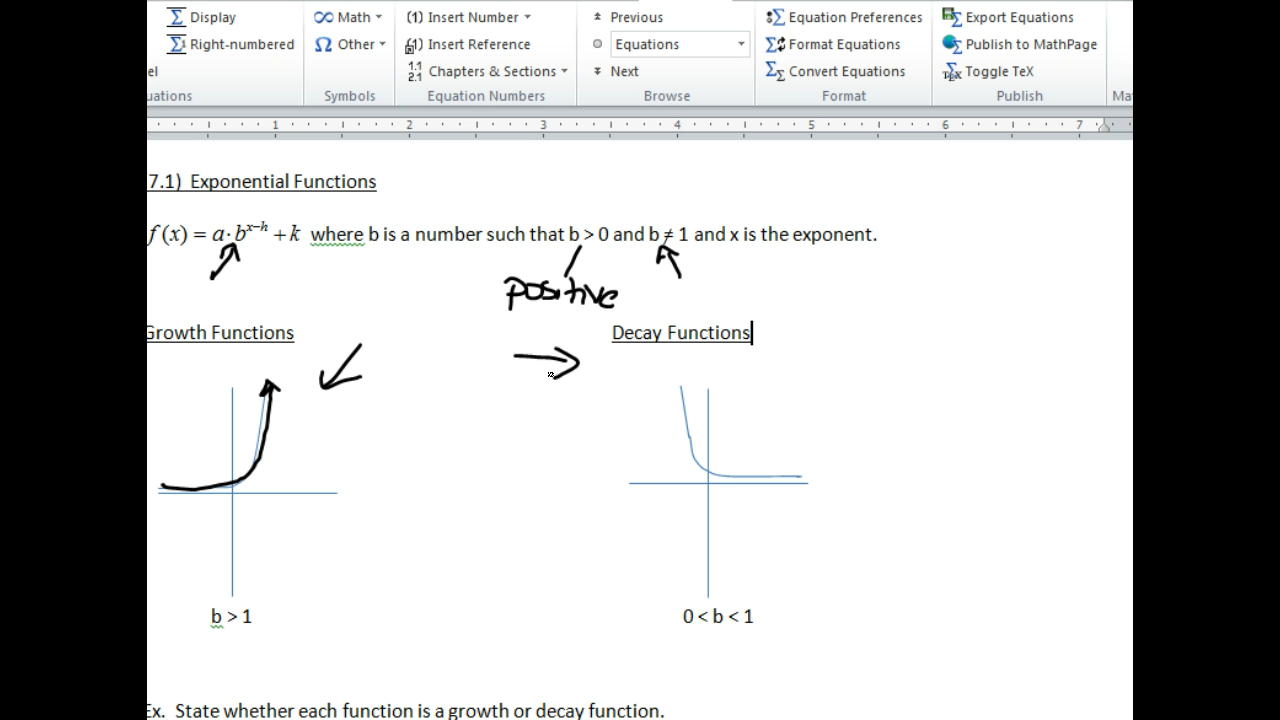 Display
Math
(1) Insert Number
Previous
Equation Preferences
Export Equations
Right-numbered
Other
Insert Reference
Equations
Format Equations
Publish to MathPage
el
Chapters & Sections
Next
Convert Equations
Toggle TeX
uations
Symbols
Equation Numbers
Browse
Format
Publish
Ma
1 2 3 4 5 6 7
7.1) Exponential Functions
f(x) = a·b^{x−h} + k where b is a number such that b > 0 and b ≠ 1 and x is the exponent.
positive
Growth Functions
Decay Functions
b > 1
0 < b < 1
Ex. State whether each function is a growth or decay function.